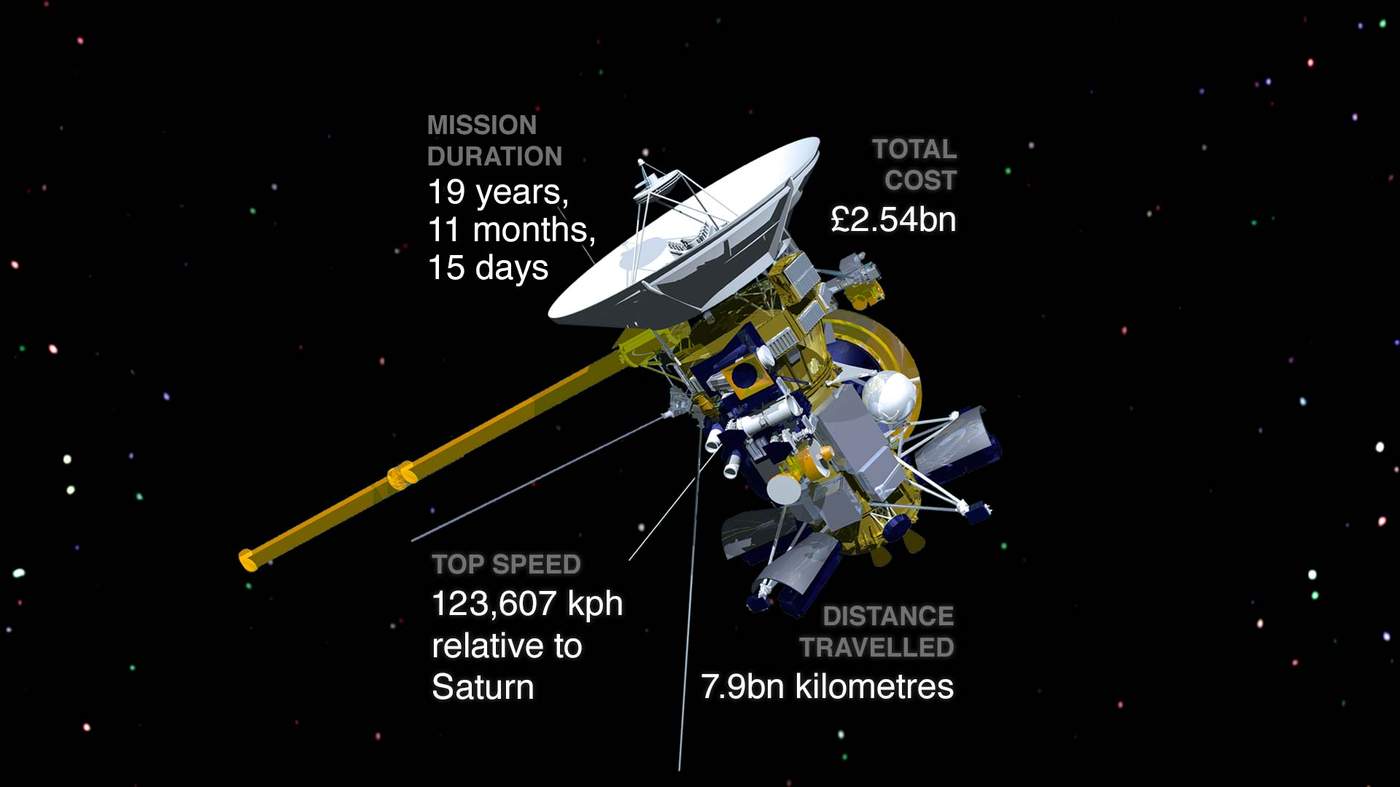 MISSION
DURATION
19 years,
11 months,
15 days
TOTAL
COST
£2.54bn
TOP SPEED
123,607 kph
relative to
Saturn
DISTANCE
TRAVELLED
7.9bn kilometres